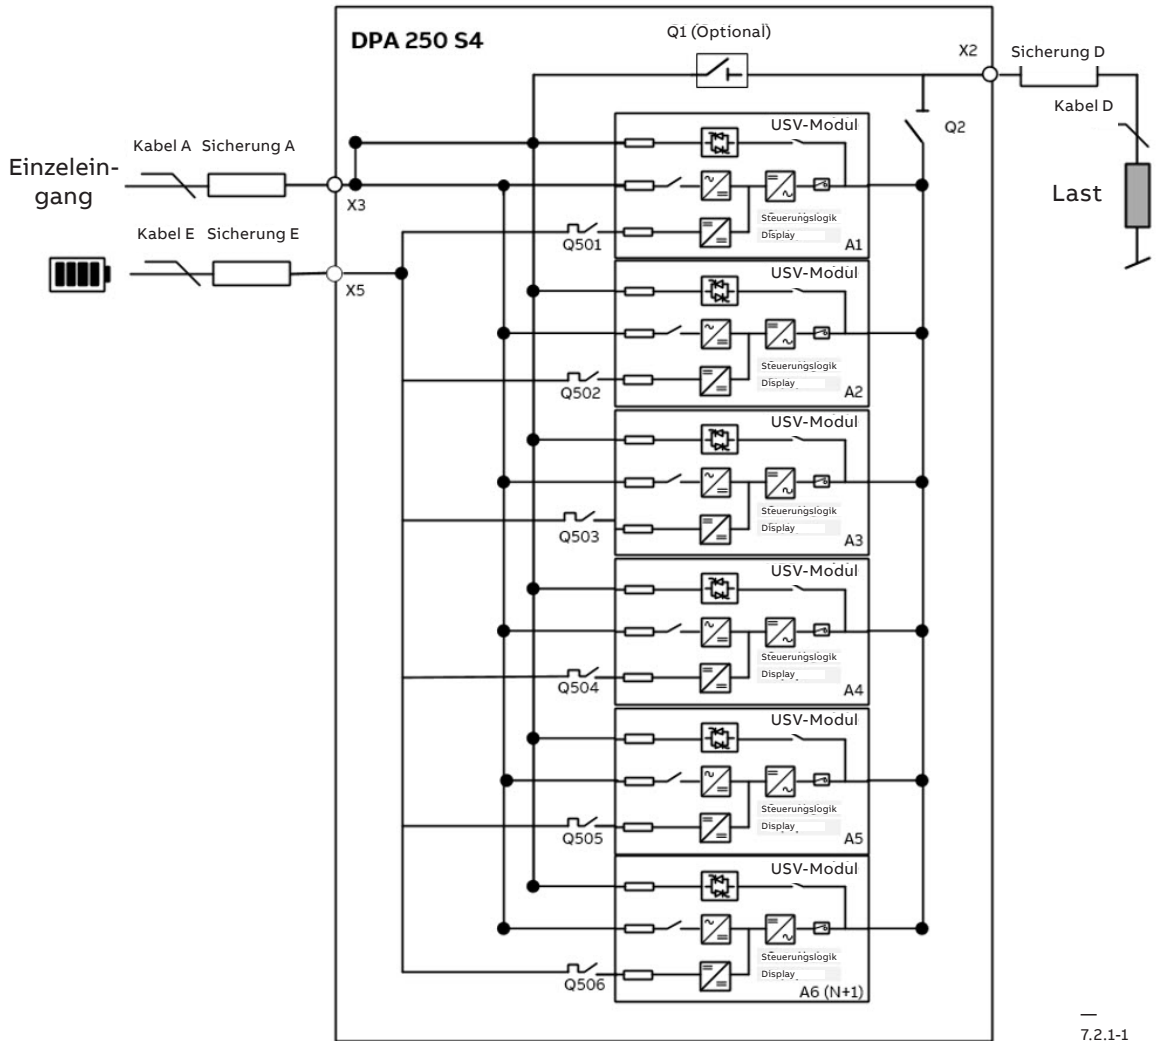 DPA 250 S4
Q1 (Optional)
X2
Sicherung D
Kabel D
Q2
Last
Kabel A Sicherung A
Einzelein-
gang
X3
Kabel E Sicherung E
X5
USV-Modul
Steuerungslogik
Display
Q501
A1
USV-Modul
Steuerungslogik
Display
Q502
A2
USV-Modul
Steuerungslogik
Display
Q503
A3
USV-Modul
Steuerungslogik
Display
Q504
A4
USV-Modul
Steuerungslogik
Display
Q505
A5
USV-Modul
Steuerungslogik
Display
Q506
A6 (N+1)
7.2.1-1